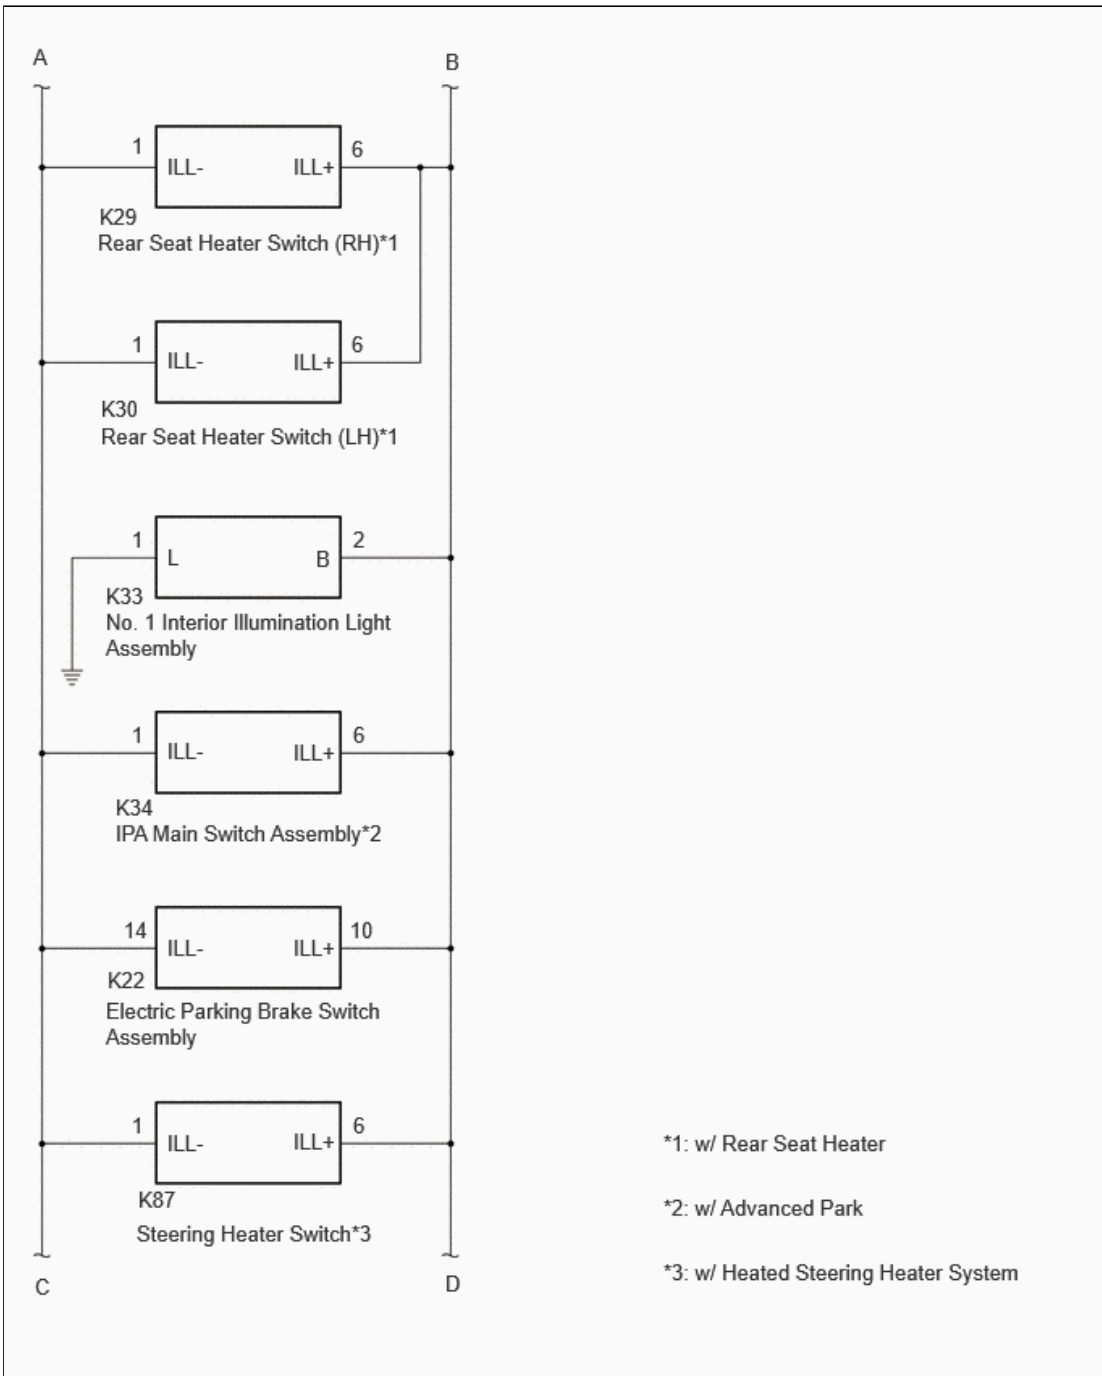 A
B
1 ILL- ILL+ 6
K29
Rear Seat Heater Switch (RH)*1
1 ILL- ILL+ 6
K30
Rear Seat Heater Switch (LH)*1
1 L B 2
K33
No. 1 Interior Illumination Light
Assembly
1 ILL- ILL+ 6
K34
IPA Main Switch Assembly*2
14 ILL- ILL+ 10
K22
Electric Parking Brake Switch
Assembly
1 ILL- ILL+ 6
K87
Steering Heater Switch*3
C
D
*1: w/ Rear Seat Heater
*2: w/ Advanced Park
*3: w/ Heated Steering Heater System